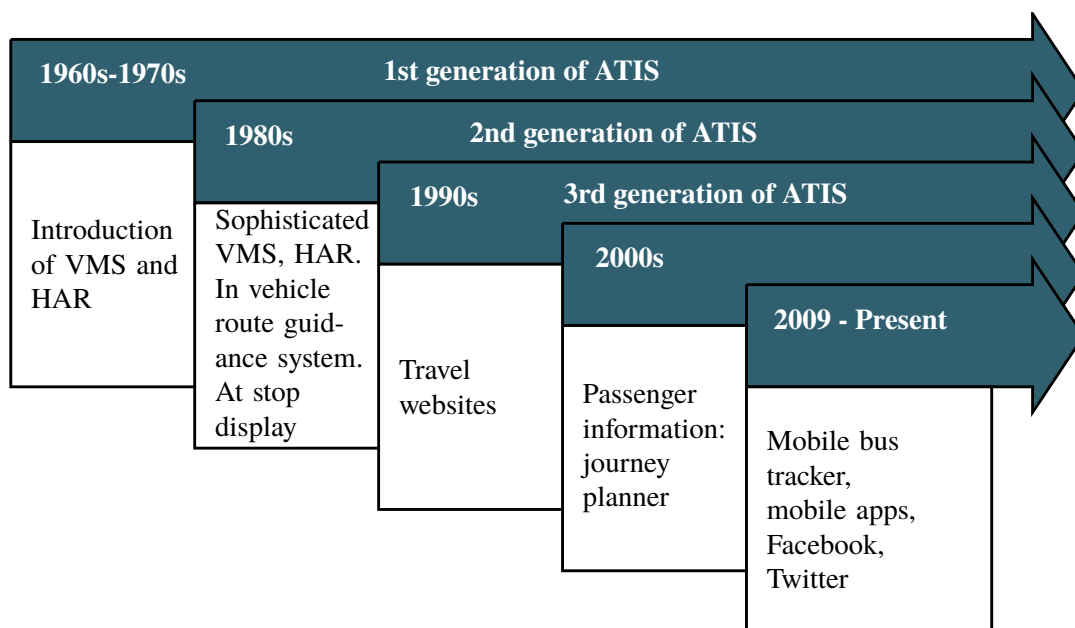 1960s-1970s 1st generation of ATIS
Introduction
of VMS and
HAR
1980s 2nd generation of ATIS
Sophisticated
VMS, HAR.
In vehicle
route guid-
ance system.
At stop
display
1990s 3rd generation of ATIS
Travel
websites
2000s
Passenger
information:
journey
planner
2009 - Present
Mobile bus
tracker,
mobile apps,
Facebook,
Twitter